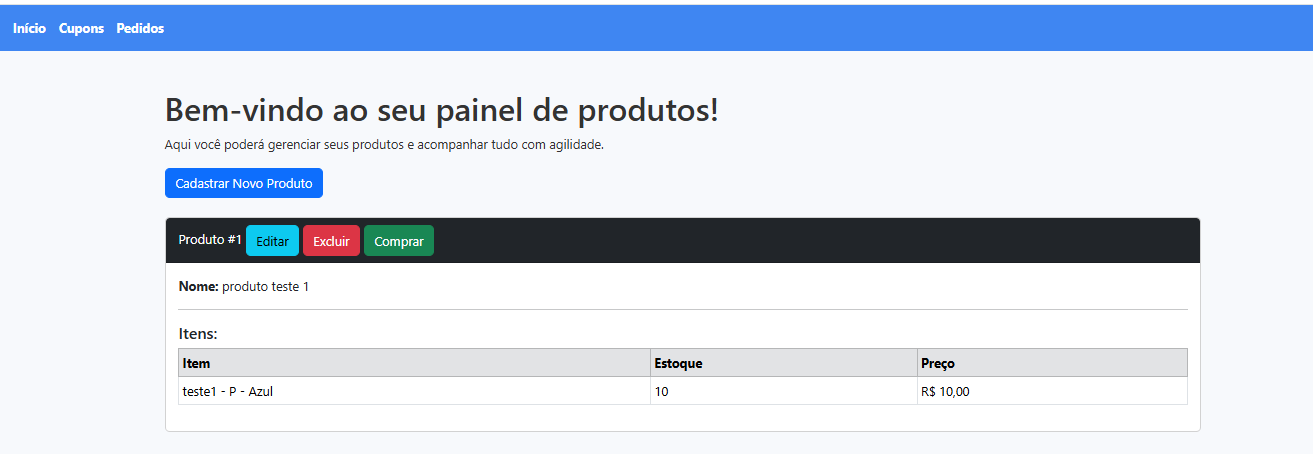 Início Cupons Pedidos
Bem-vindo ao seu painel de produtos!
Aqui você poderá gerenciar seus produtos e acompanhar tudo com agilidade.
Cadastrar Novo Produto
Produto #1 Editar Excluir Comprar
Nome: produto teste 1
Itens:
Item Estoque Preço
teste1 - P - Azul 10 R$ 10,00